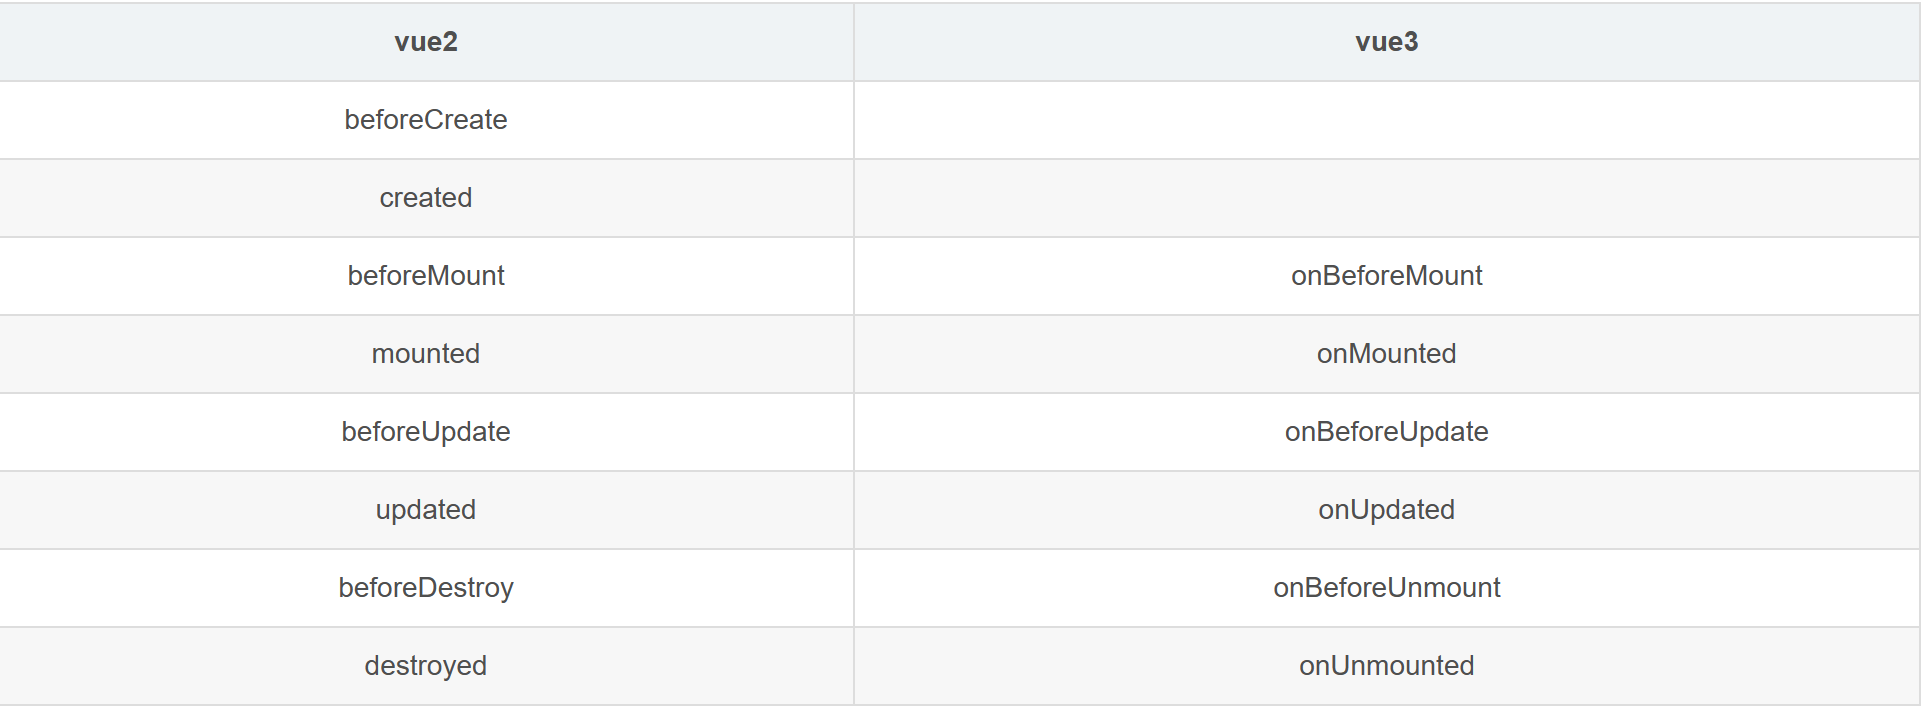 vue2 vue3
beforeCreate
created
beforeMount onBeforeMount
mounted onMounted
beforeUpdate onBeforeUpdate
updated onUpdated
beforeDestroy onBeforeUnmount
destroyed onUnmounted